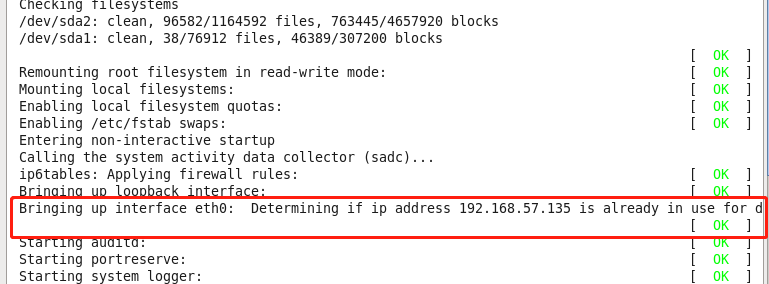 Checking filesystems
/dev/sda2: clean, 96582/1164592 files, 763445/4657920 blocks
/dev/sda1: clean, 38/76912 files, 46389/307200 blocks
[  OK  ]
Remounting root filesystem in read-write mode: [  OK  ]
Mounting local filesystems: [  OK  ]
Enabling local filesystem quotas: [  OK  ]
Enabling /etc/fstab swaps: [  OK  ]
Entering non-interactive startup
Calling the system activity data collector (sadc)...
ip6tables: Applying firewall rules: [  OK  ]
Bringing up loopback interface: [  OK  ]
Bringing up interface eth0:  Determining if ip address 192.168.57.135 is already in use for d
[  OK  ]
Starting auditd: [  OK  ]
Starting portreserve: [  OK  ]
Starting system logger: [  OK  ]